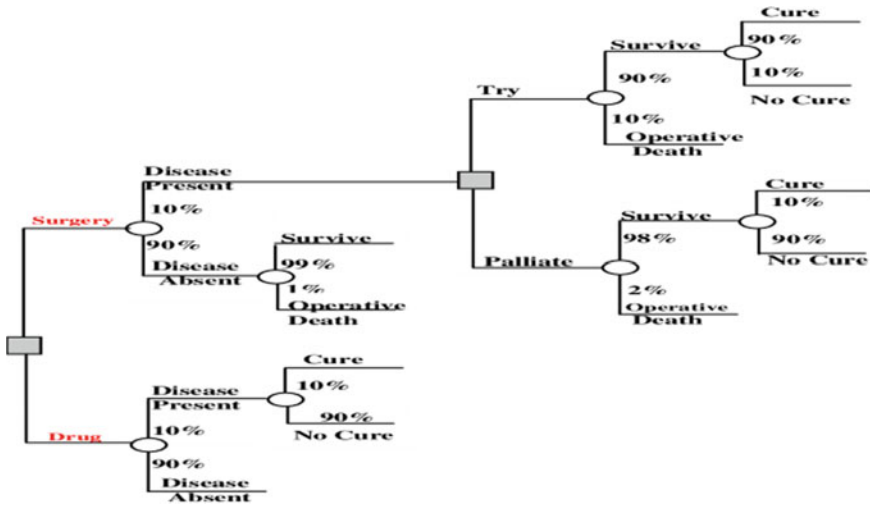 Cure
90%
10%
No Cure
Survive
90%
10%
Operative
Death
Try
Disease
Present
10%
Surgery
90%
Disease
Absent
Survive
99%
1%
Operative
Death
Palliate
Survive
98%
2%
Operative
Death
Cure
10%
90%
No Cure
Drug
Disease
Present
10%
90%
Disease
Absent
Cure
10%
90%
No Cure